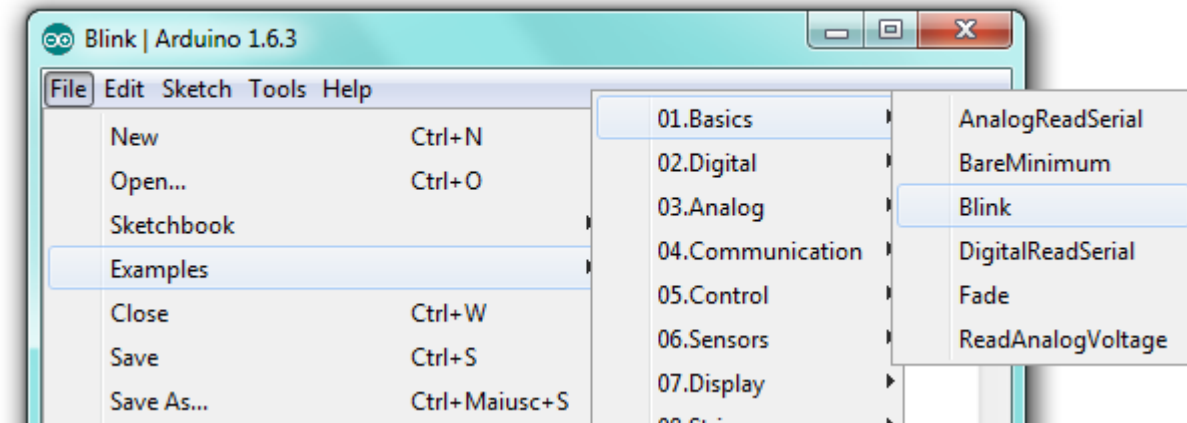 Blink | Arduino 1.6.3
File Edit Sketch Tools Help
New Ctrl+N
Open... Ctrl+O
Sketchbook
Examples
Close Ctrl+W
Save Ctrl+S
Save As... Ctrl+Maiusc+S
01.Basics
02.Digital
03.Analog
04.Communication
05.Control
06.Sensors
07.Display
AnalogReadSerial
BareMinimum
Blink
DigitalReadSerial
Fade
ReadAnalogVoltage